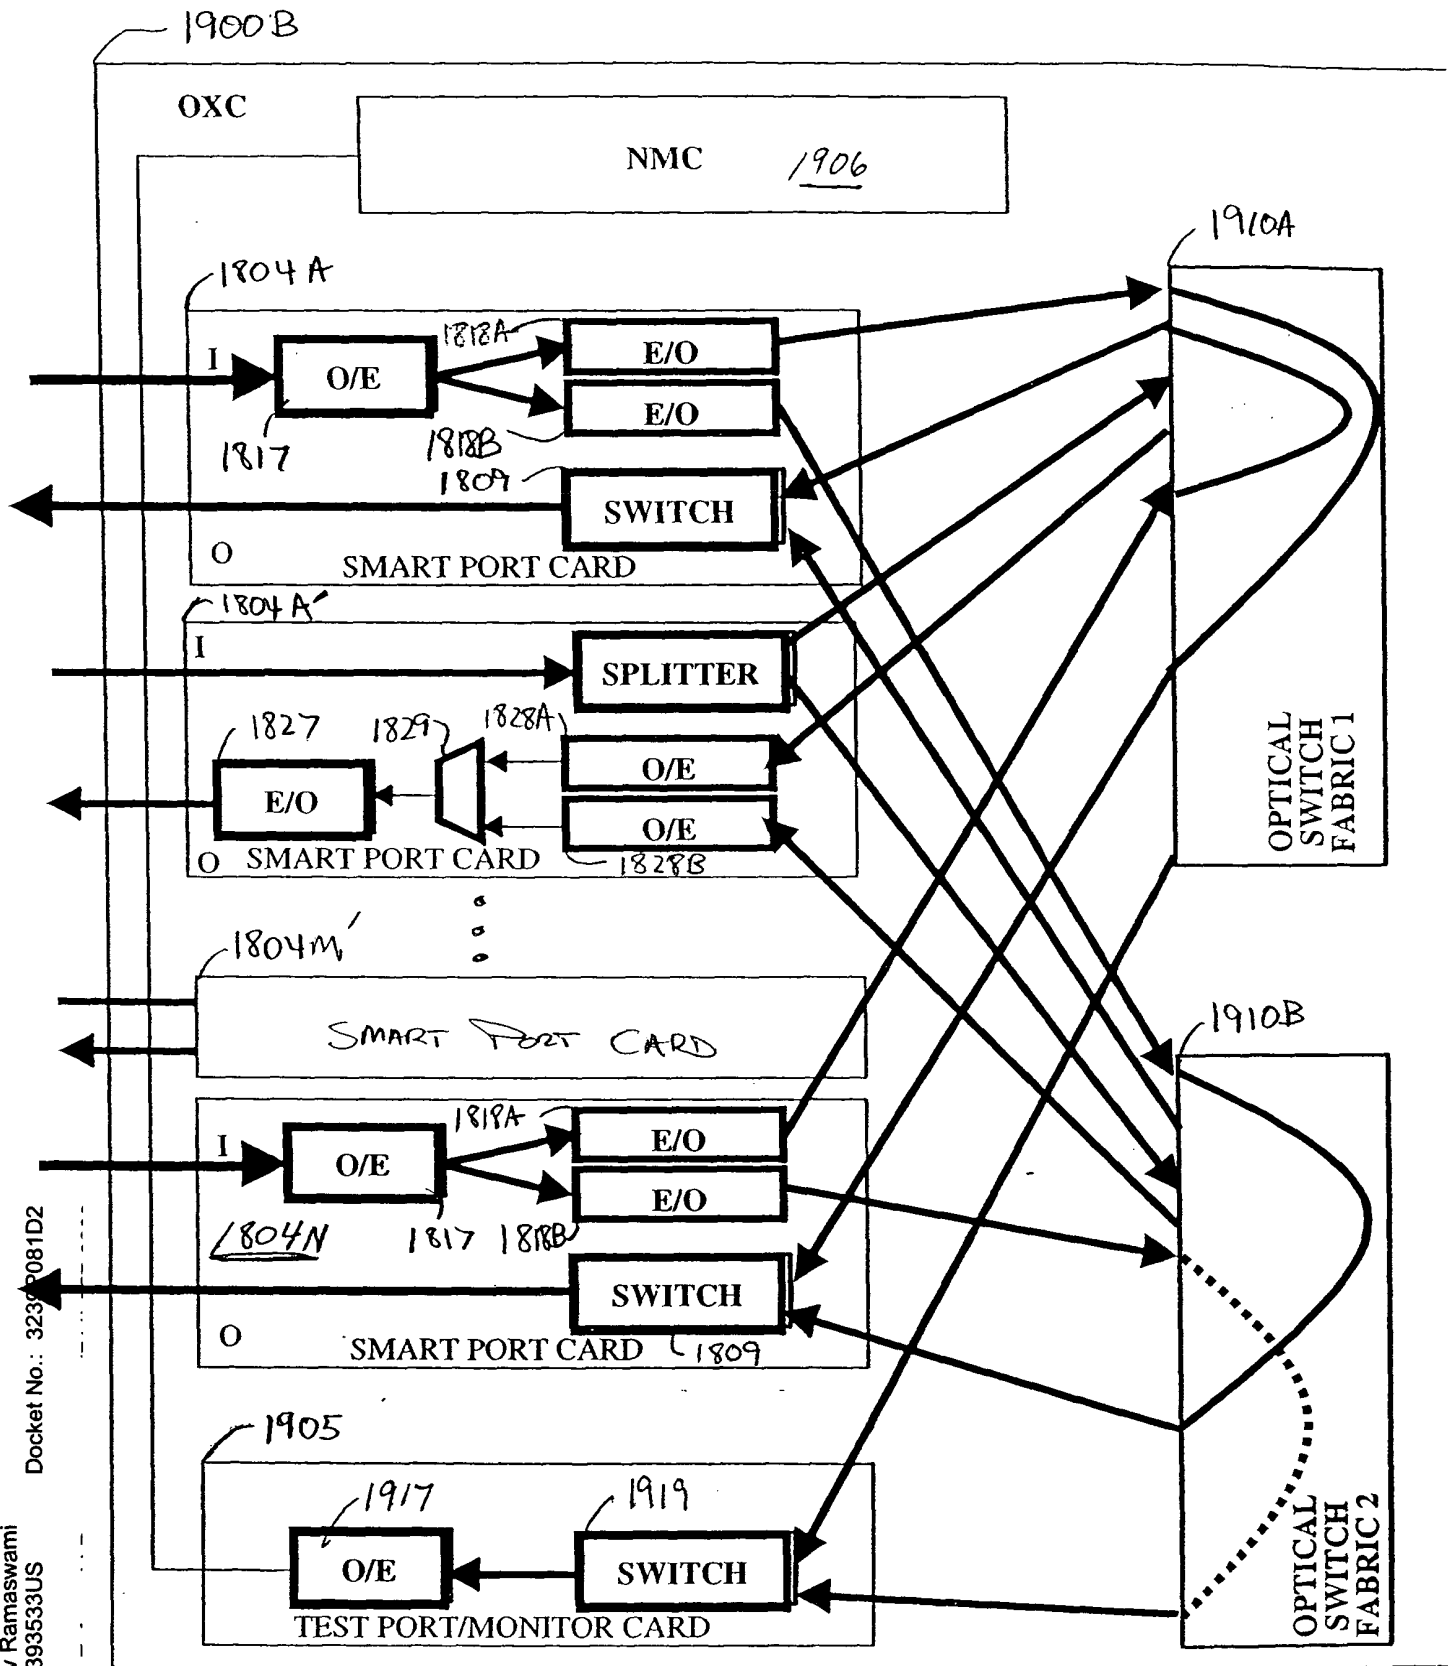 1900B
OXC
NMC 1906
1910A
1804A
I
O/E
1818A
E/O
E/O
1817
1818B
1809
SWITCH
O
SMART PORT CARD
1804A'
I
SPLITTER
1827
1829
1828A
O/E
E/O
O/E
O
SMART PORT CARD
1828B
OPTICAL
SWITCH
FABRIC 1
1804M'
SMART PORT CARD
1910B
1818A
I
O/E
E/O
E/O
1804N
1817
1818B
SWITCH
O
SMART PORT CARD
1809
1905
1917
1919
O/E
SWITCH
TEST PORT/MONITOR CARD
OPTICAL
SWITCH
FABRIC 2
Docket No.: 3239P081D2
Ramaswami
393533US